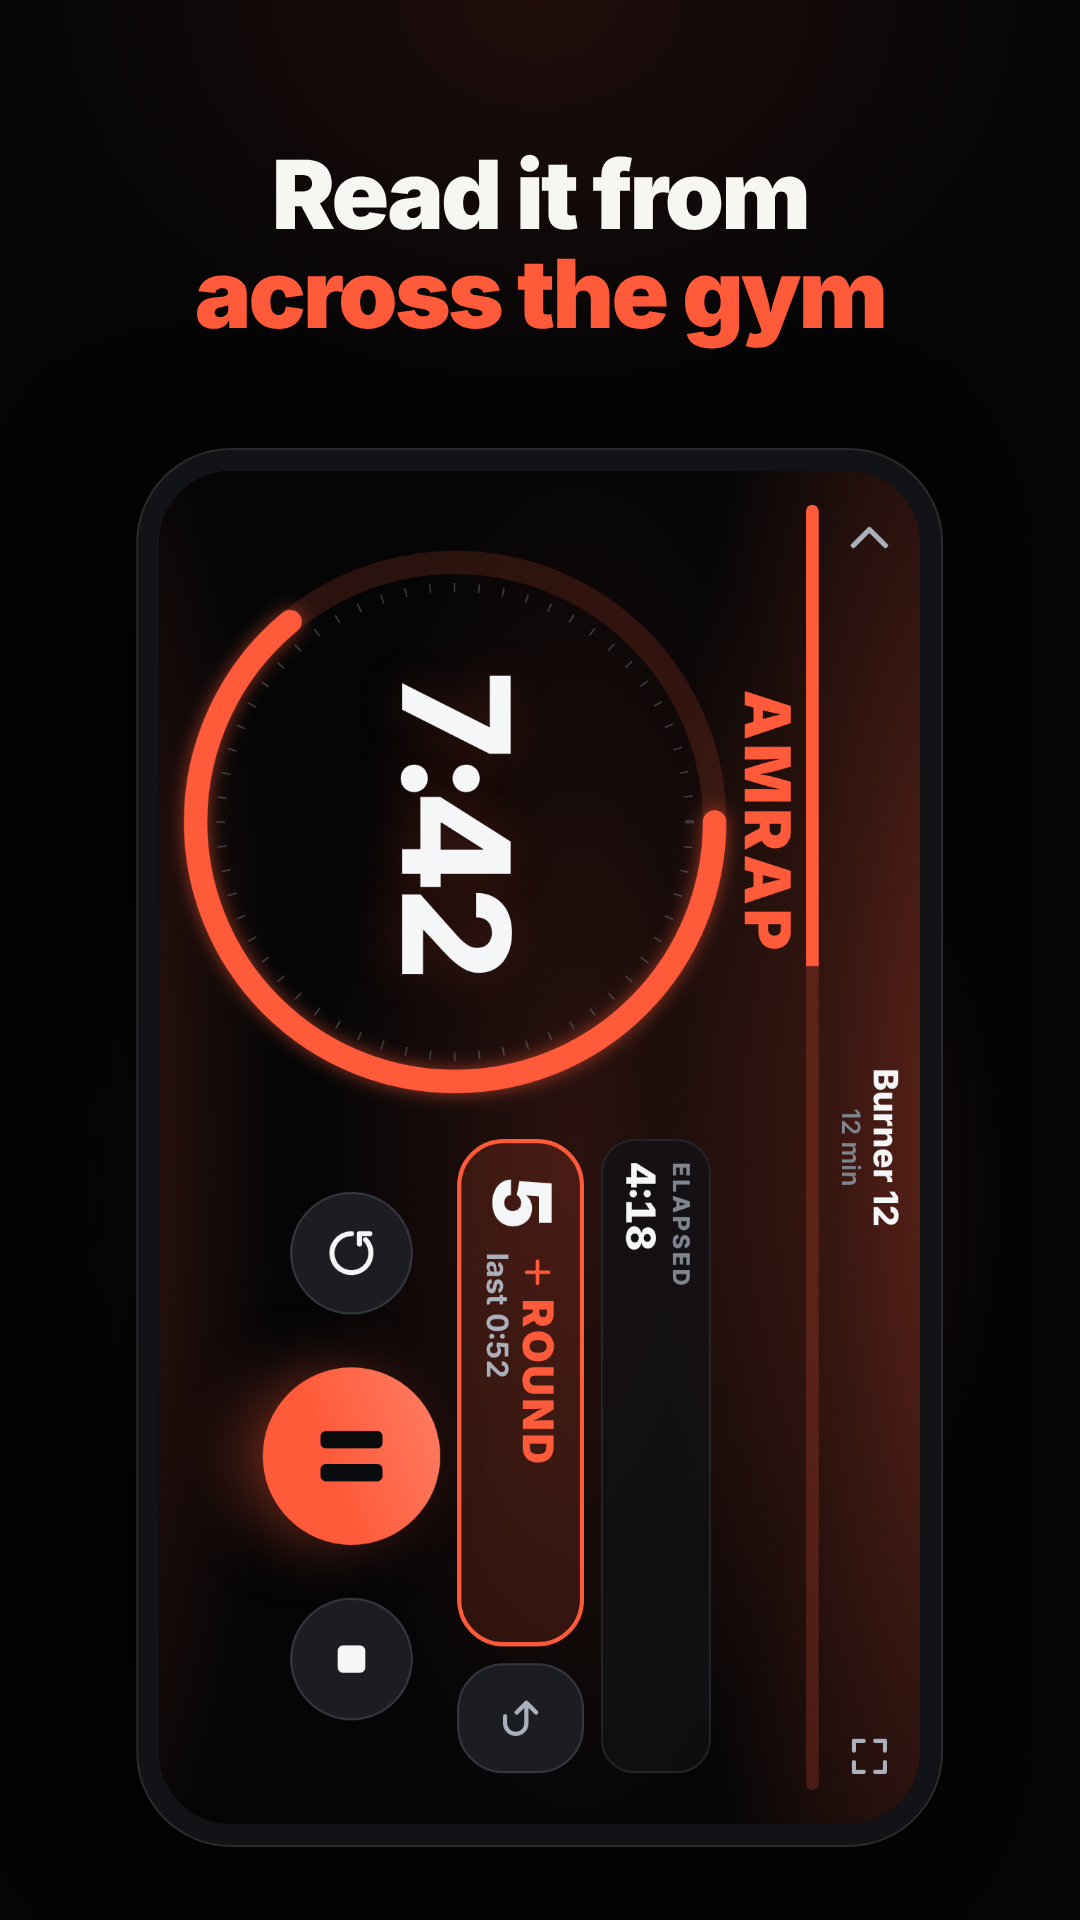 Read it from
across the gym
Burner 12
12 min
AMRAP
7:42
ELAPSED
4:18
5
+ ROUND
last 0:52